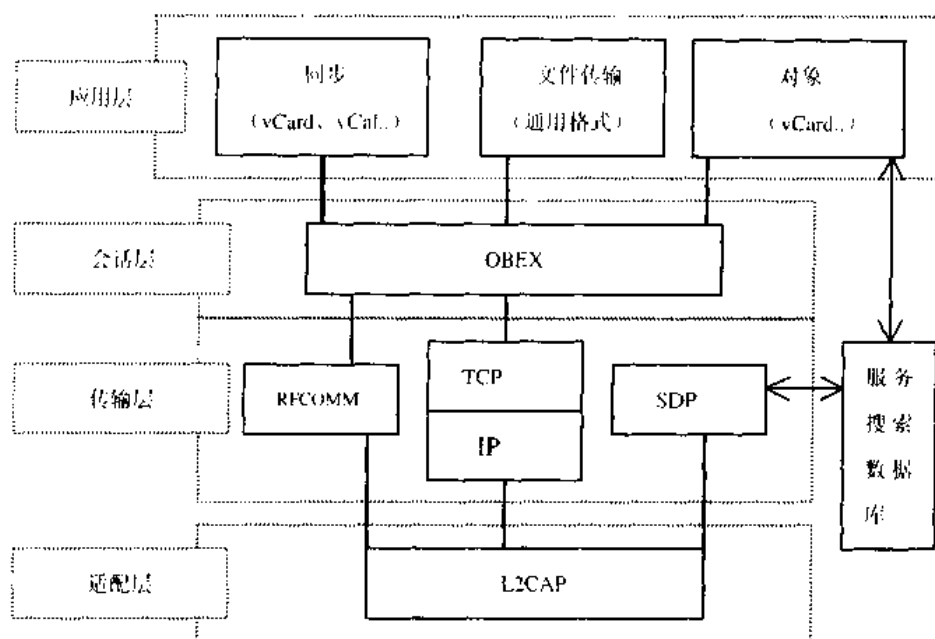 应用层
同步
（vCard、vCal..）
文件传输
（通用格式）
对象
（vCard..）
会话层
OBEX
传输层
RFCOMM
TCP
IP
SDP
服务
搜索
数据
库
适配层
L2CAP